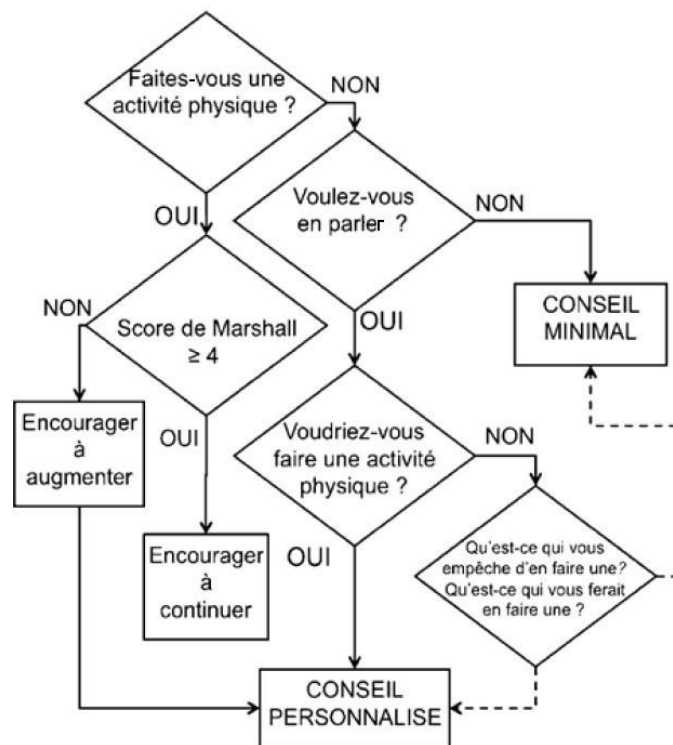 Faites-vous une
activité physique ?
NON
OUI
Voulez-vous
en parler ?
NON
OUI
CONSEIL
MINIMAL
NON
Score de Marshall
≥ 4
OUI
Encourager
à
augmenter
Encourager
à
continuer
Voudriez-vous
faire une activité
physique ?
NON
OUI
Qu'est-ce qui vous
empêche d'en faire une?
Qu'est-ce qui vous ferait
en faire une ?
CONSEIL
PERSONNALISE